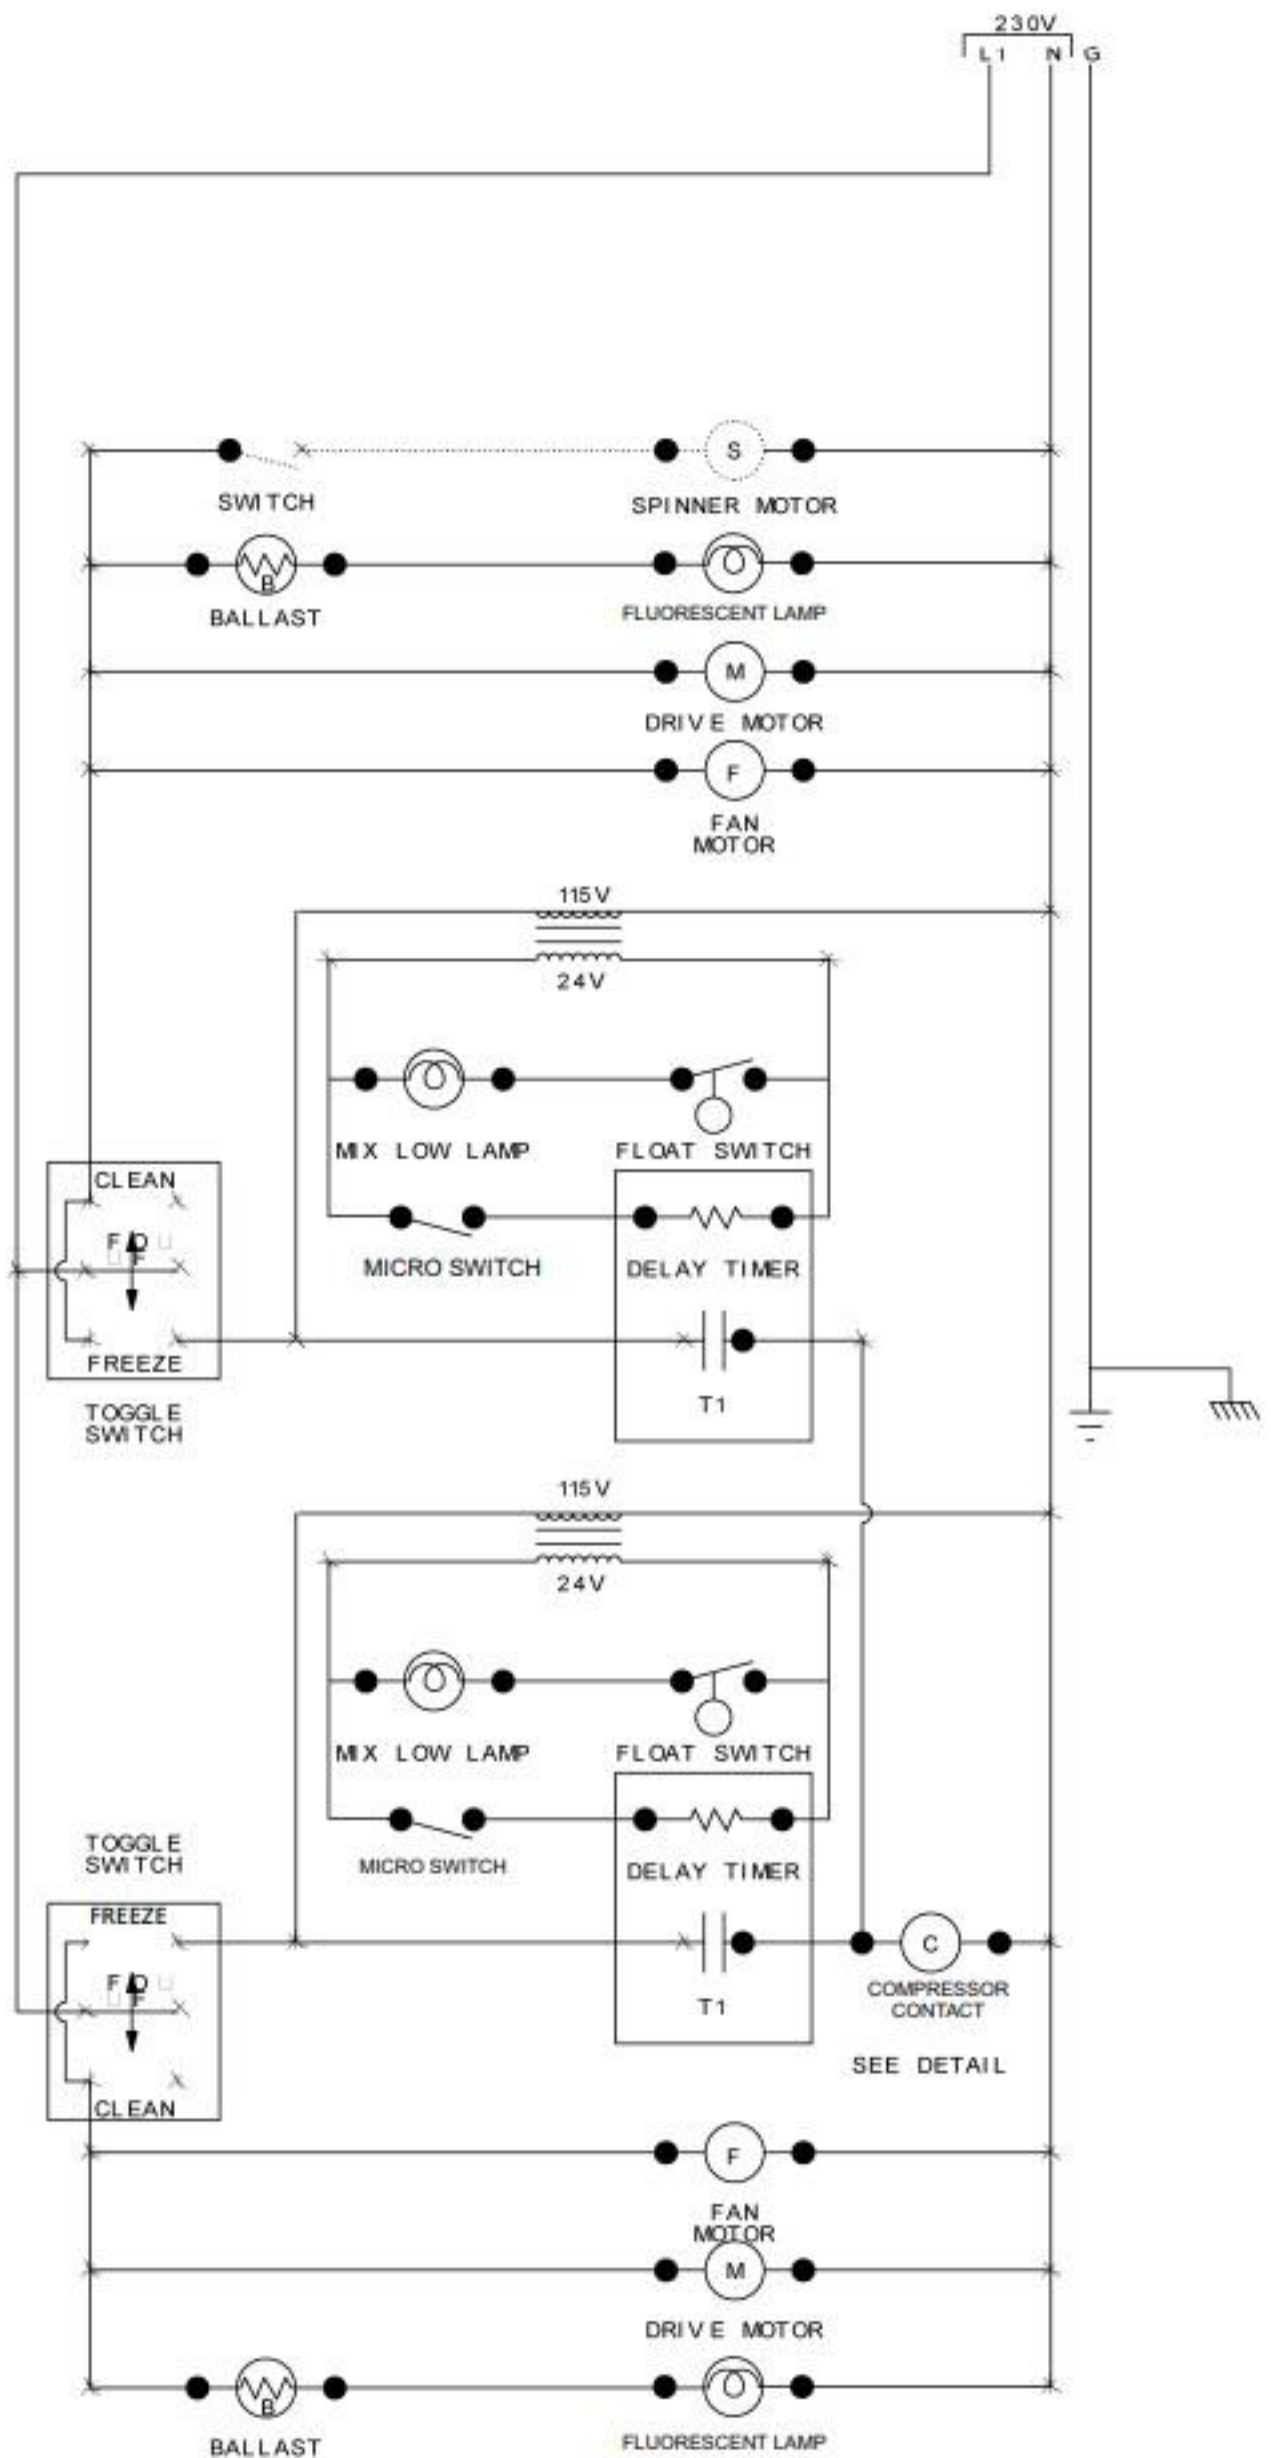 230V
L1 N G
S
SWITCH SPINNER MOTOR
B
BALLAST FLUORESCENT LAMP
M
DRIVE MOTOR
F
FAN
MOTOR
115V
24V
MIX LOW LAMP FLOAT SWITCH
CLEAN
MICRO SWITCH DELAY TIMER
FREEZE
T1
TOGGLE
SWITCH
115V
24V
MIX LOW LAMP FLOAT SWITCH
TOGGLE
SWITCH
MICRO SWITCH DELAY TIMER
FREEZE
C
COMPRESSOR
CONTACT
T1
SEE DETAIL
CLEAN
F
FAN
MOTOR
M
DRIVE MOTOR
B
BALLAST FLUORESCENT LAMP